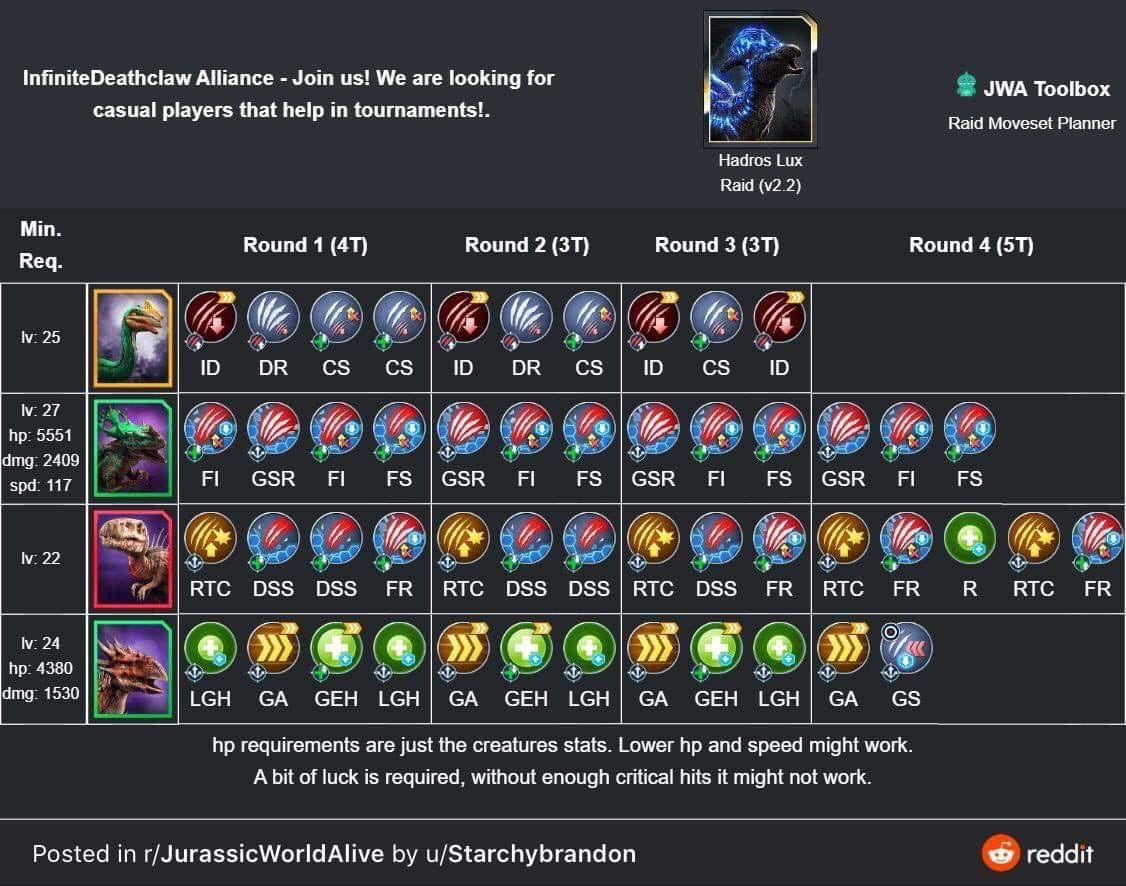 InfiniteDeathclaw Alliance - Join us! We are looking for
casual players that help in tournaments!.
Hadros Lux
Raid (v2.2)
JWA Toolbox
Raid Moveset Planner
Min.
Req.
Round 1 (4T)
Round 2 (3T)
Round 3 (3T)
Round 4 (5T)
lv: 25
ID DR CS CS ID DR CS ID CS ID
lv: 27
hp: 5551
dmg: 2409
spd: 117
FI GSR FI FS GSR FI FS GSR FI FS GSR FI FS
lv: 22
RTC DSS DSS FR RTC DSS DSS RTC DSS FR RTC FR R RTC FR
lv: 24
hp: 4380
dmg: 1530
LGH GA GEH LGH GA GEH LGH GA GEH LGH GA GS
hp requirements are just the creatures stats. Lower hp and speed might work.
A bit of luck is required, without enough critical hits it might not work.
Posted in r/JurassicWorldAlive by u/Starchybrandon
reddit